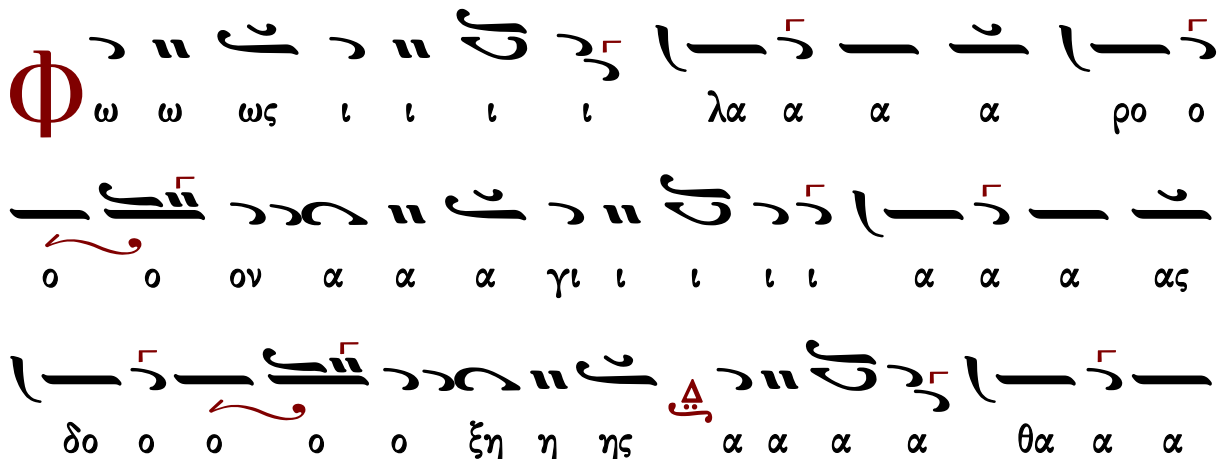 Φ ω ω ως ι ι ι ι λα α α α ρο ο
ο ο ον α α α γι ι ι ι ι α α α ας
δο ο ο ο ο ξη η ης Δ α α α α θα α α